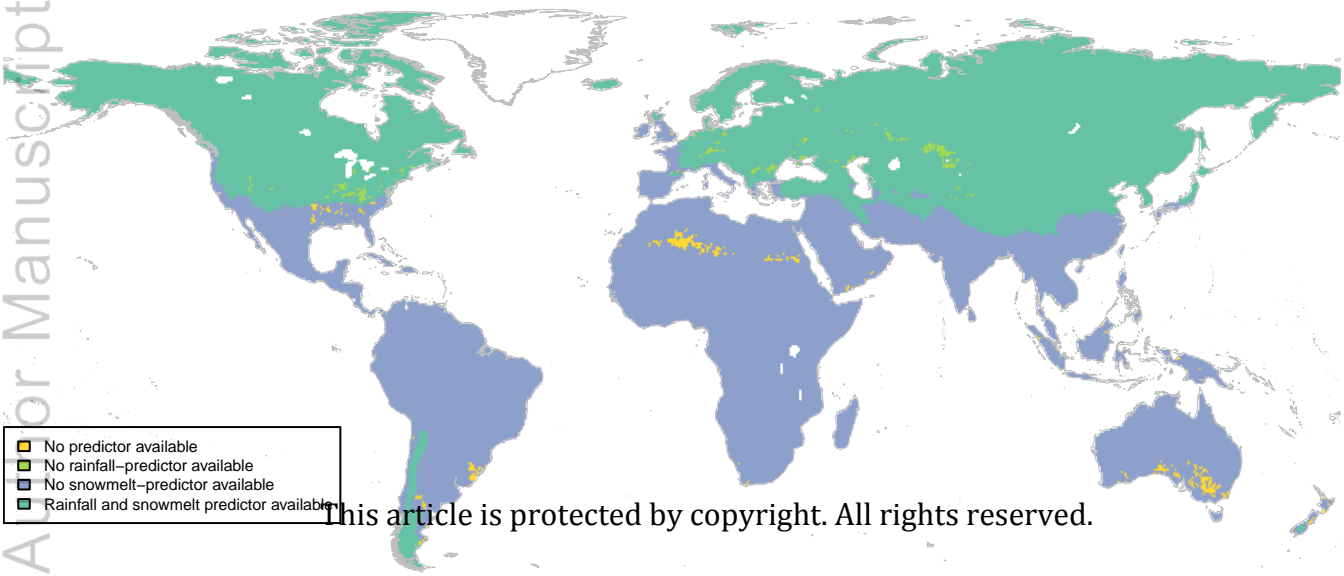 Author Manuscript
No predictor available
No rainfall−predictor available
No snowmelt−predictor available
Rainfall and snowmelt predictor available
This article is protected by copyright. All rights reserved.